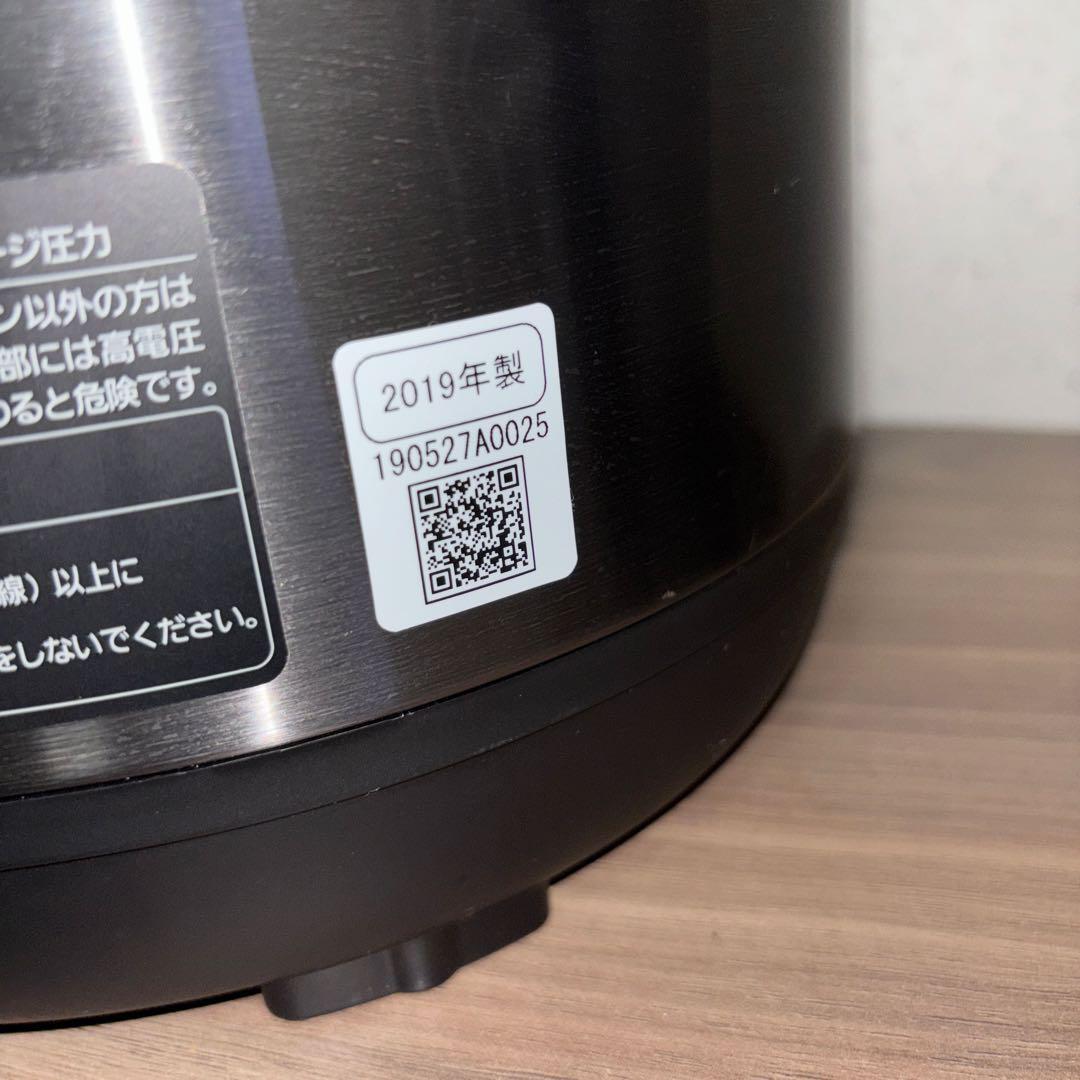 ージ圧力
ン以外の方は
部には高電圧
ると危険です。
線）以上に
をしないでください。
2019年製
190527A0025